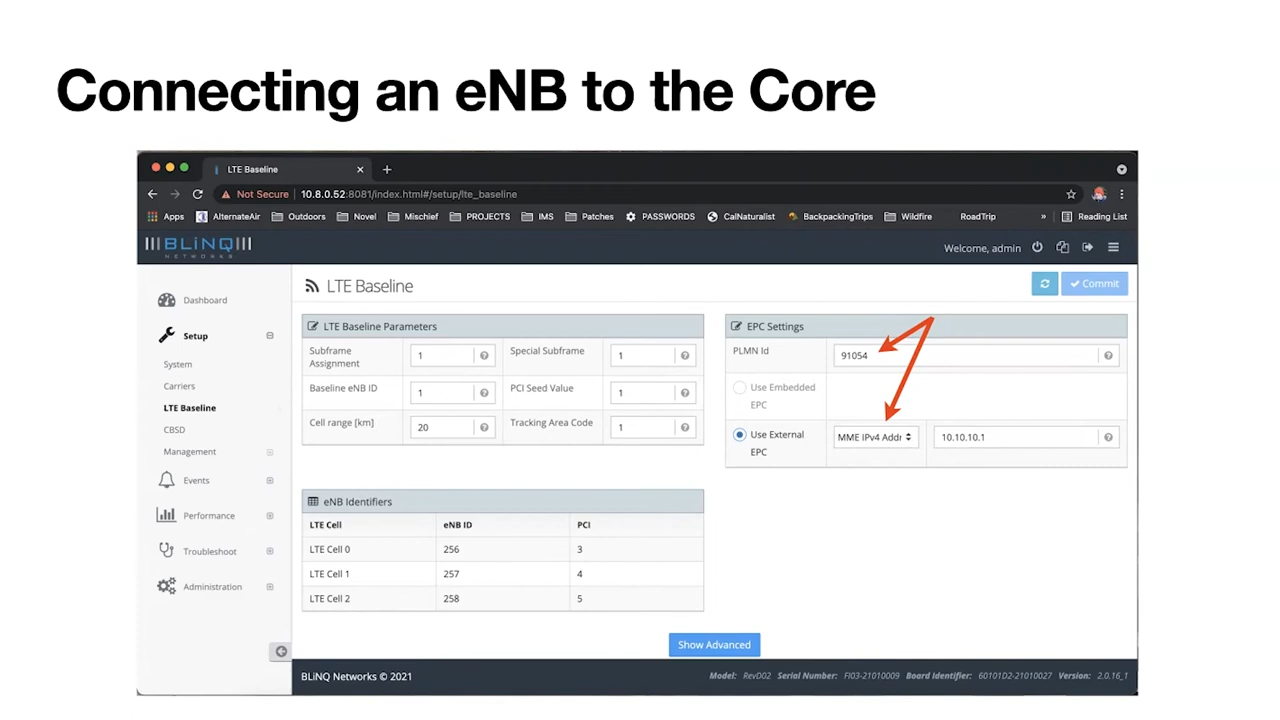 Connecting an eNB to the Core
LTE Baseline
Not Secure 10.8.0.52:8081/index.html#/setup/lte_baseline
Apps AlternateAir Outdoors Novel Mischief PROJECTS IMS Patches PASSWORDS CalNaturalist BackpackingTrips Wildfire RoadTrip » Reading List
BLiNQ
NETWORKS
Welcome, admin
Dashboard
Setup
System
Carriers
LTE Baseline
CBSD
Management
Events
Performance
Troubleshoot
Administration
LTE Baseline
Commit
LTE Baseline Parameters
Subframe Assignment 1 Special Subframe 1
Baseline eNB ID 1 PCI Seed Value 1
Cell range [km] 20 Tracking Area Code 1
EPC Settings
PLMN Id 91054
Use Embedded
EPC
Use External MME IPv4 Addr 10.10.10.1
EPC
eNB Identifiers
LTE Cell eNB ID PCI
LTE Cell 0 256 3
LTE Cell 1 257 4
LTE Cell 2 258 5
Show Advanced
BLiNQ Networks © 2021
Model: RevD02 Serial Number: FI03-21010009 Board Identifier: 60101D2-21010027 Version: 2.0.16_1